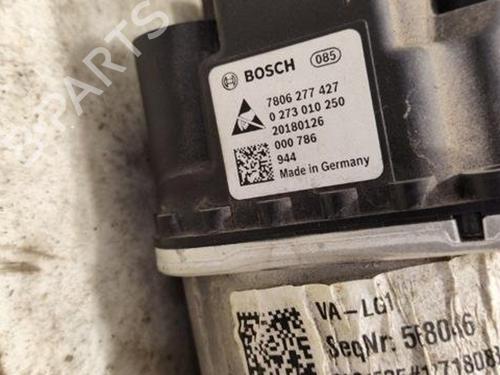 PARTS
BOSCH 085
7806 277 427
0 273 010 250
20180126
000 786
944
Made in Germany
VA-LG1
SeqNr. 5f8046